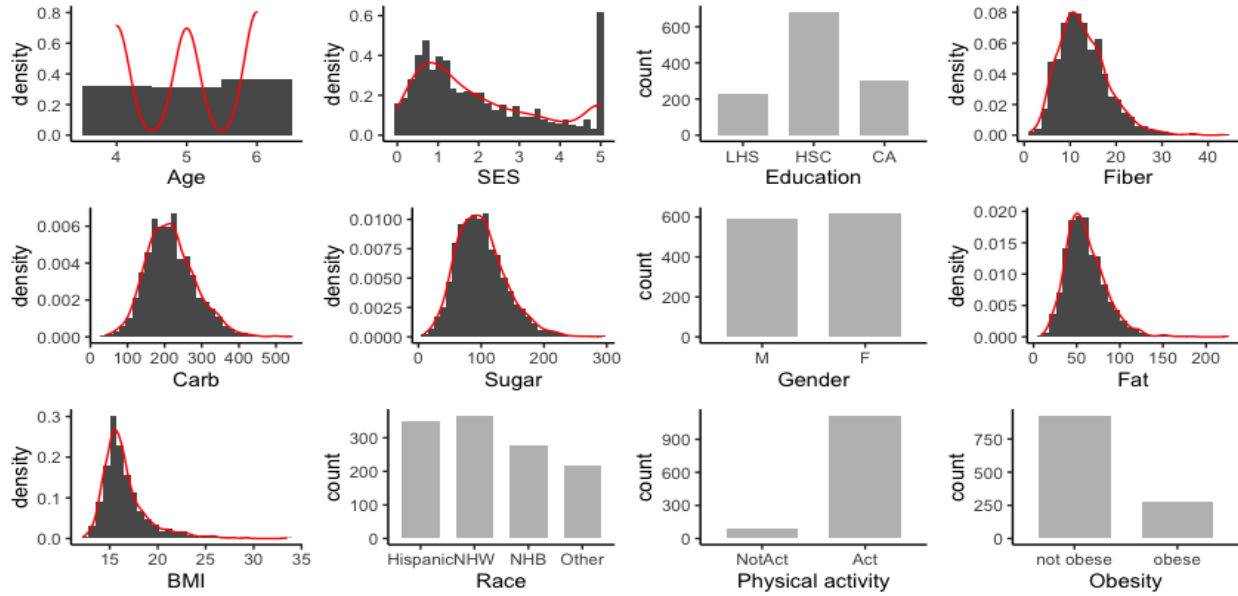 density
0.8
0.6
0.4
0.2
0.0
4 5 6
Age
density
0.6
0.4
0.2
0.0
0 1 2 3 4 5
SES
count
600
400
200
0
LHS HSC CA
Education
density
0.08
0.06
0.04
0.02
0.00
0 10 20 30 40
Fiber
density
0.006
0.004
0.002
0.000
0 100 200 300 400 500
Carb
density
0.0100
0.0075
0.0050
0.0025
0.0000
0 100 200 300
Sugar
count
600
400
200
0
M F
Gender
density
0.020
0.015
0.010
0.005
0.000
0 50 100 150 200
Fat
density
0.3
0.2
0.1
0.0
15 20 25 30 35
BMI
count
300
200
100
0
Hispanic NHW NHB Other
Race
count
900
600
300
0
NotAct Act
Physical activity
count
750
500
250
0
not obese obese
Obesity